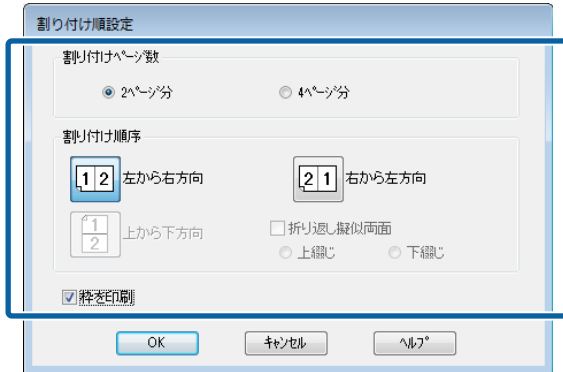 割り付け順設定
割り付けページ数
2ページ分 4ページ分
割り付け順序
1 2 左から右方向 2 1 右から左方向
1 2 上から下方向 折り返し擬似両面
上綴じ 下綴じ
枠を印刷
OK キャンセル ヘルプ